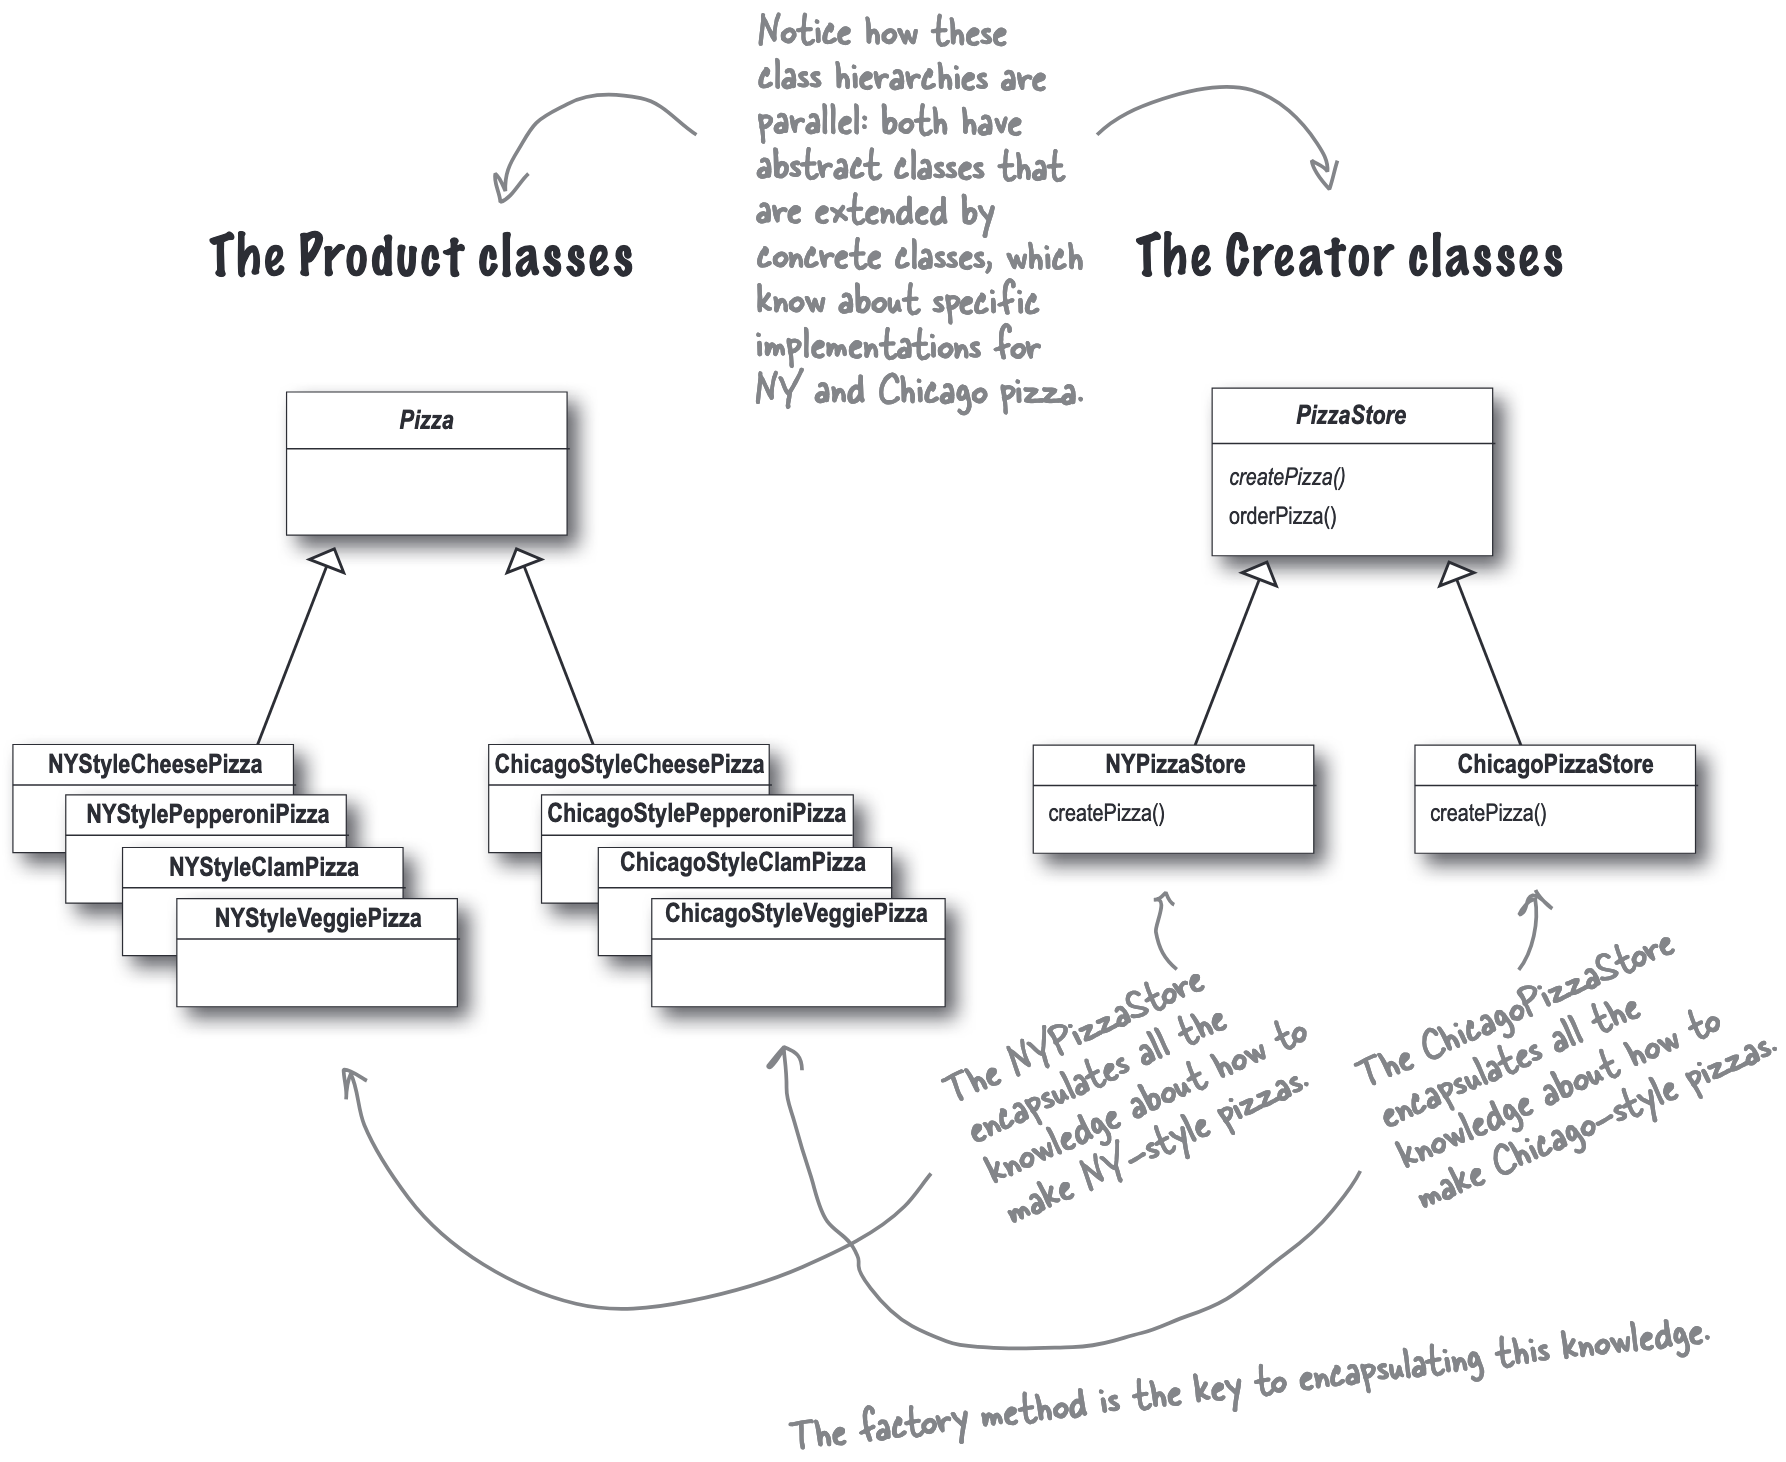 Notice how these
class hierarchies are
parallel: both have
abstract classes that
are extended by
concrete classes, which
know about specific
implementations for
NY and Chicago pizza.
The Product classes
The Creator classes
Pizza
PizzaStore
createPizza()
orderPizza()
NYStyleCheesePizza
NYStylePepperoniPizza
NYStyleClamPizza
NYStyleVeggiePizza
ChicagoStyleCheesePizza
ChicagoStylePepperoniPizza
ChicagoStyleClamPizza
ChicagoStyleVeggiePizza
NYPizzaStore
createPizza()
ChicagoPizzaStore
createPizza()
The NYPizzaStore
encapsulates all the
knowledge about how to
make NY-style pizzas.
The ChicagoPizzaStore
encapsulates all the
knowledge about how to
make Chicago-style pizzas.
The factory method is the key to encapsulating this knowledge.